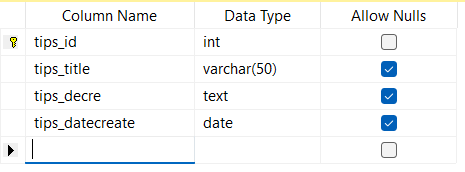 Column Name Data Type Allow Nulls
tips_id int
tips_title varchar(50)
tips_decre text
tips_datecreate date